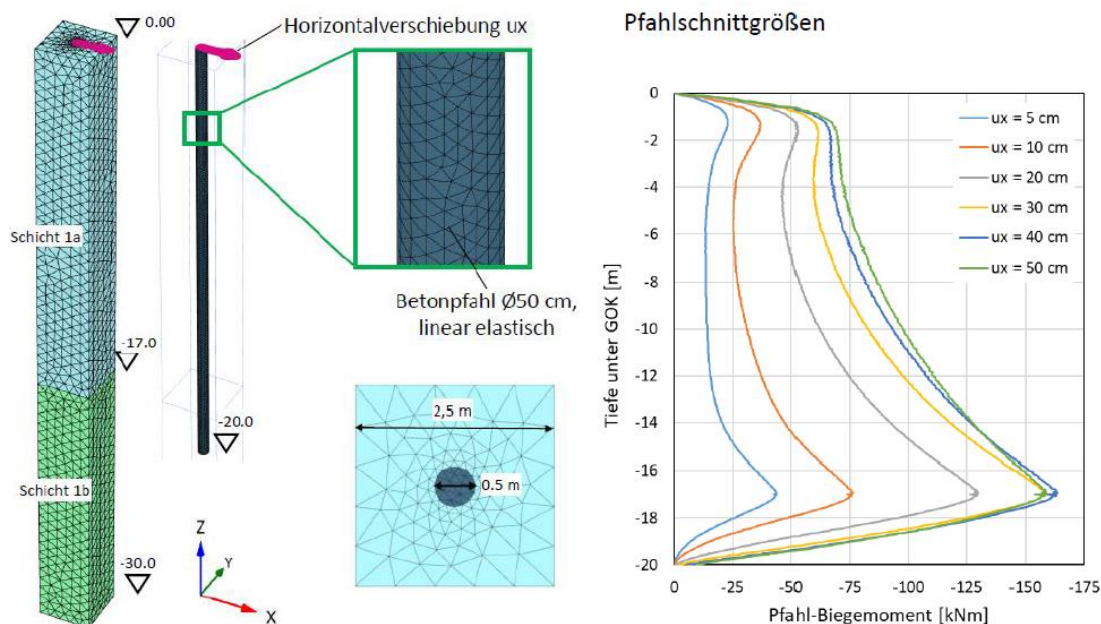 0.00
Horizontalverschiebung ux
Schicht 1a
-17.0
-20.0
Schicht 1b
-30.0
Z
Y
X
Betonpfahl Ø50 cm,
linear elastisch
2,5 m
0.5 m
Pfahlschnittgrößen
Tiefe unter GOK [m]
0
-2
-4
-6
-8
-10
-12
-14
-16
-18
-20
ux = 5 cm
ux = 10 cm
ux = 20 cm
ux = 30 cm
ux = 40 cm
ux = 50 cm
0 -25 -50 -75 -100 -125 -150 -175
Pfahl-Biegemoment [kNm]